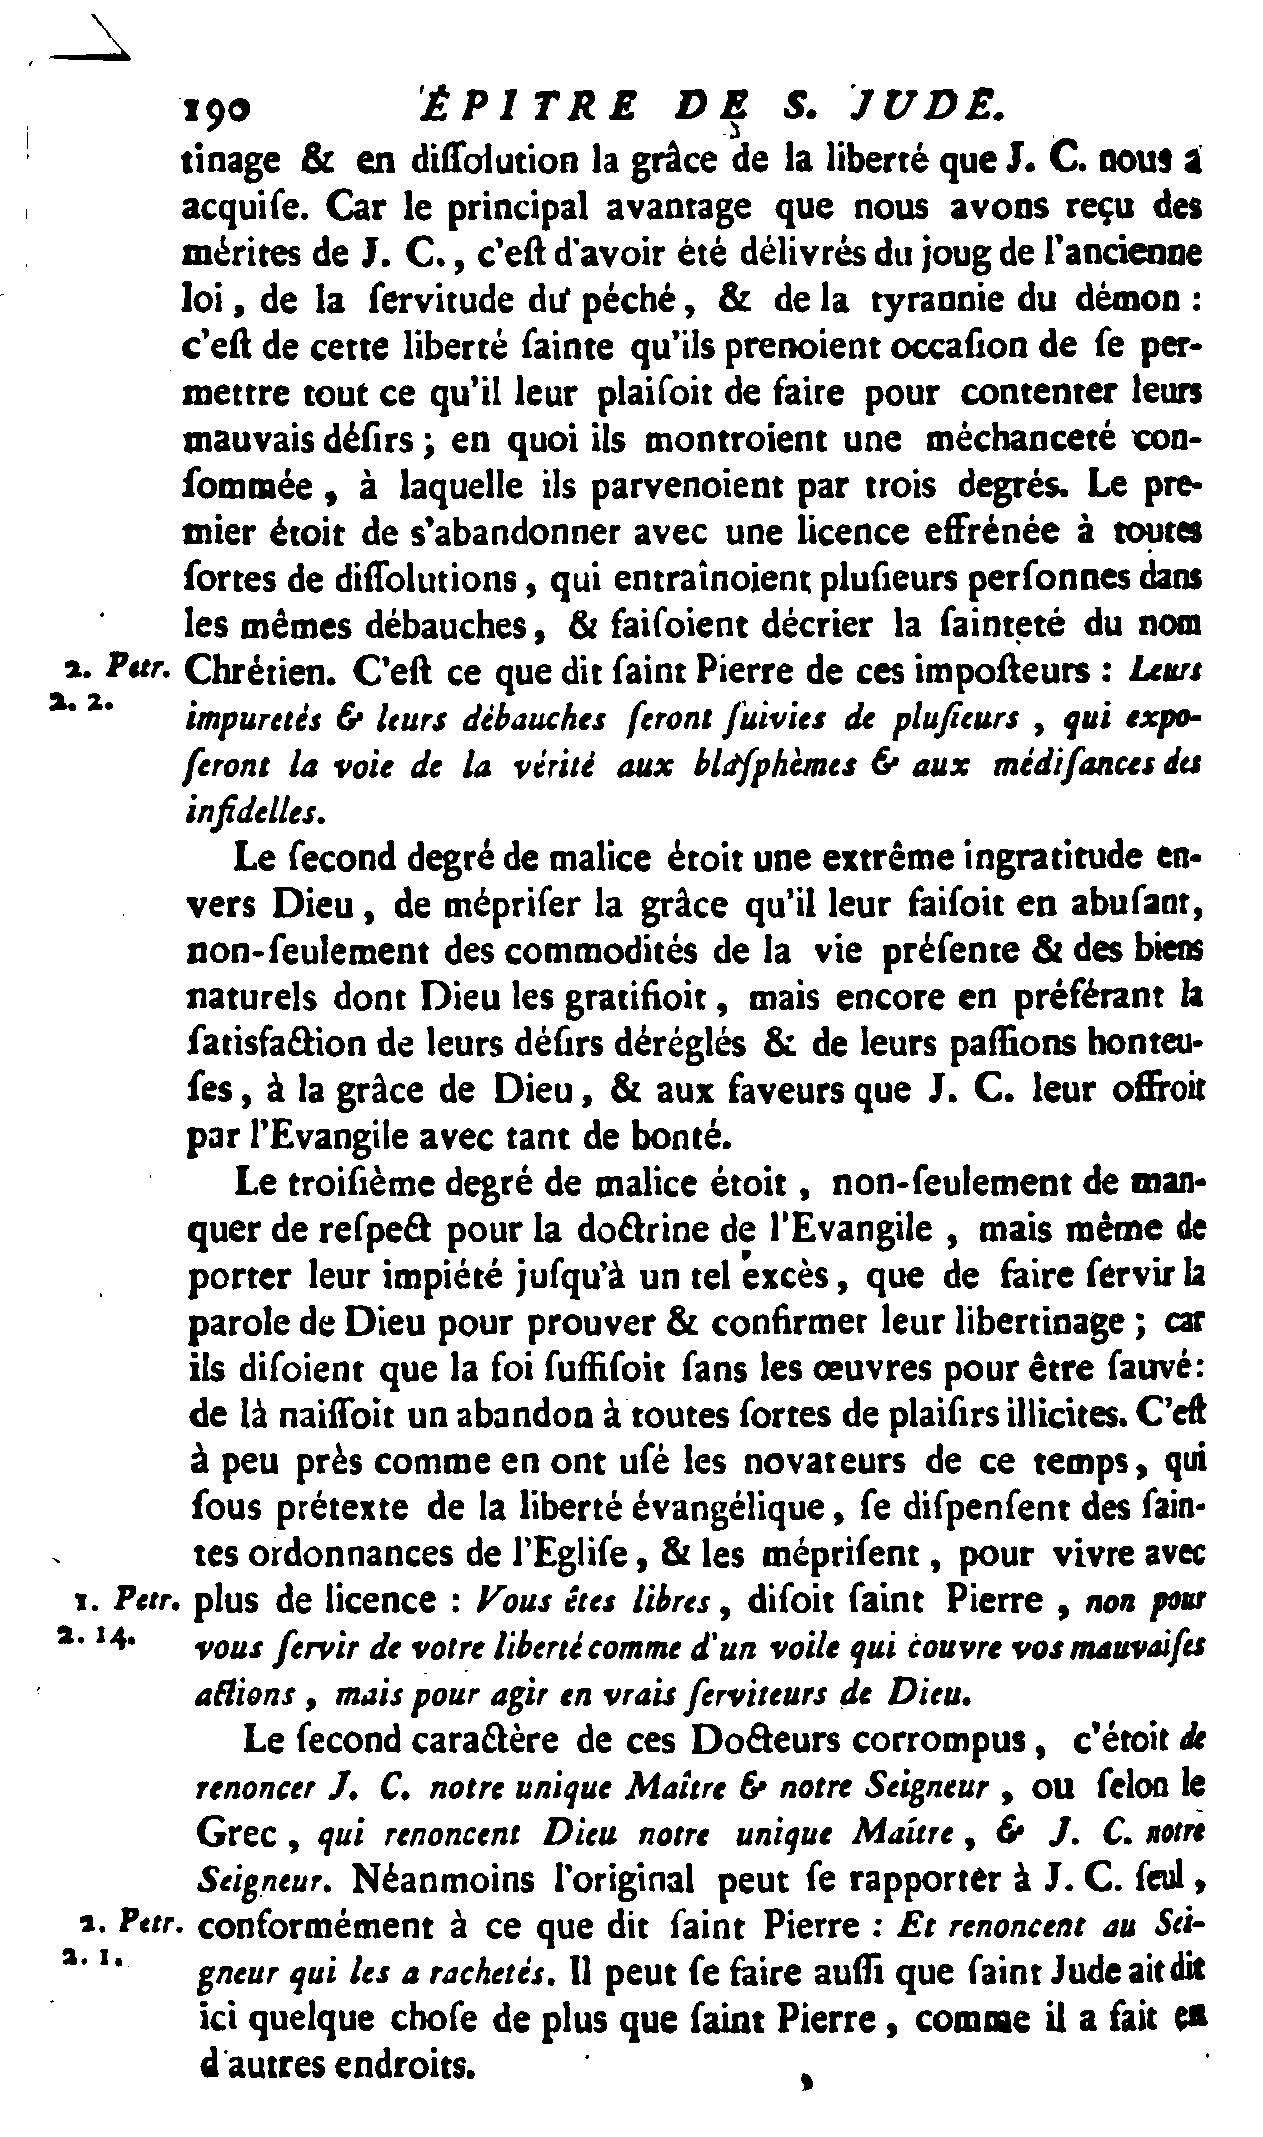 190 ÉPITRE DE S. JUDE.
tinage & en diſſolution la grâce de la liberté que J. C. nous a
acquiſe. Car le principal avantage que nous avons reçu des
mérites de J. C., c'eſt d'avoir été délivrés du joug de l'ancienne
loi, de la ſervitude du péché, & de la tyrannie du démon :
c'eſt de cette liberté ſainte qu'ils prenoient occaſion de ſe per-
mettre tout ce qu'il leur plaiſoit de faire pour contenter leurs
mauvais déſirs ; en quoi ils montroient une méchanceté con-
ſommée, à laquelle ils parvenoient par trois degrés. Le pre-
mier étoit de s'abandonner avec une licence effrénée à toutes
ſortes de diſſolutions, qui entraînoient pluſieurs perſonnes dans
les mêmes débauches, & faiſoient décrier la ſainteté du nom
2. Petr. Chrétien. C'eſt ce que dit ſaint Pierre de ces impoſteurs : Leurs
2. 2. impuretés & leurs débauches ſeront ſuivies de pluſieurs, qui expo-
ſeront la voie de la vérité aux blaſphèmes & aux médiſances des
infidelles.
Le ſecond degré de malice étoit une extrême ingratitude en-
vers Dieu, de mépriſer la grâce qu'il leur faiſoit en abuſant,
non-ſeulement des commodités de la vie préſente & des biens
naturels dont Dieu les gratifioit, mais encore en préférant la
ſatisfaction de leurs déſirs déréglés & de leurs paſſions honteu-
ſes, à la grâce de Dieu, & aux faveurs que J. C. leur offroit
par l'Evangile avec tant de bonté.
Le troiſième degré de malice étoit, non-ſeulement de man-
quer de reſpect pour la doctrine de l'Evangile, mais même de
porter leur impiété juſqu'à un tel excès, que de faire ſervir la
parole de Dieu pour prouver & confirmer leur libertinage ; car
ils diſoient que la foi ſuffiſoit ſans les œuvres pour être ſauvé:
de là naiſſoit un abandon à toutes ſortes de plaiſirs illicites. C'eſt
à peu près comme en ont uſé les novateurs de ce temps, qui
ſous prétexte de la liberté évangélique, ſe diſpenſent des ſain-
tes ordonnances de l'Egliſe, & les mépriſent, pour vivre avec
1. Petr. plus de licence : Vous êtes libres, diſoit ſaint Pierre, non pour
2. 14. vous ſervir de votre liberté comme d'un voile qui couvre vos mauvaiſes
actions, mais pour agir en vrais ſerviteurs de Dieu.
Le ſecond caractère de ces Docteurs corrompus, c'étoit de
renoncer J. C. notre unique Maître & notre Seigneur, ou ſelon le
Grec, qui renoncent Dieu notre unique Maître, & J. C. notre
Seigneur. Néanmoins l'original peut ſe rapporter à J. C. ſeul,
2. Petr. conformément à ce que dit ſaint Pierre : Et renoncent au Sei-
2. 1. gneur qui les a rachetés. Il peut ſe faire auſſi que ſaint Jude ait dit
ici quelque choſe de plus que ſaint Pierre, comme il a fait en
d'autres endroits.